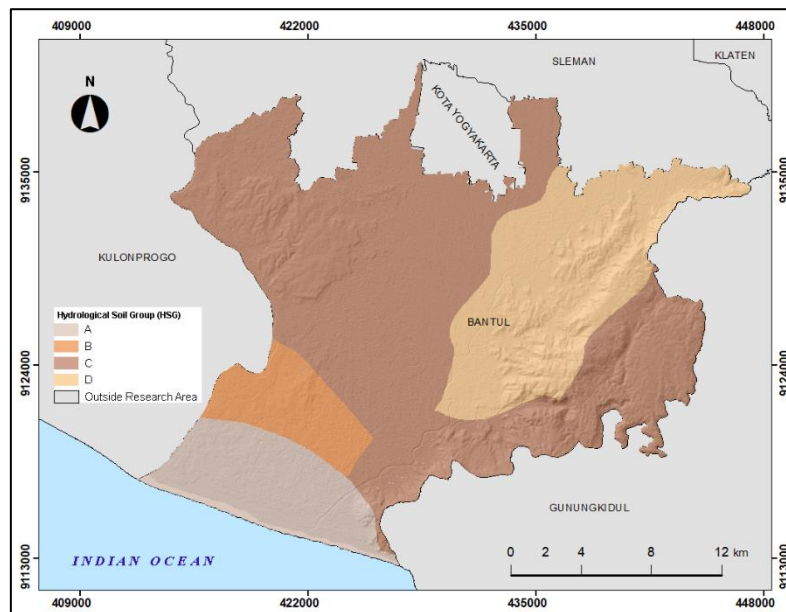 409000 422000 435000 448000
KLATEN
SLEMAN
N
KOTA YOGYAKARTA
9135000 9135000
KULONPROGO
Hydrological Soil Group (HSG)
A
B
C
D
Outside Research Area
BANTUL
9124000 9124000
GUNUNGKIDUL
INDIAN OCEAN
0 2 4 8 12 km
9113000 9113000
409000 422000 435000 448000